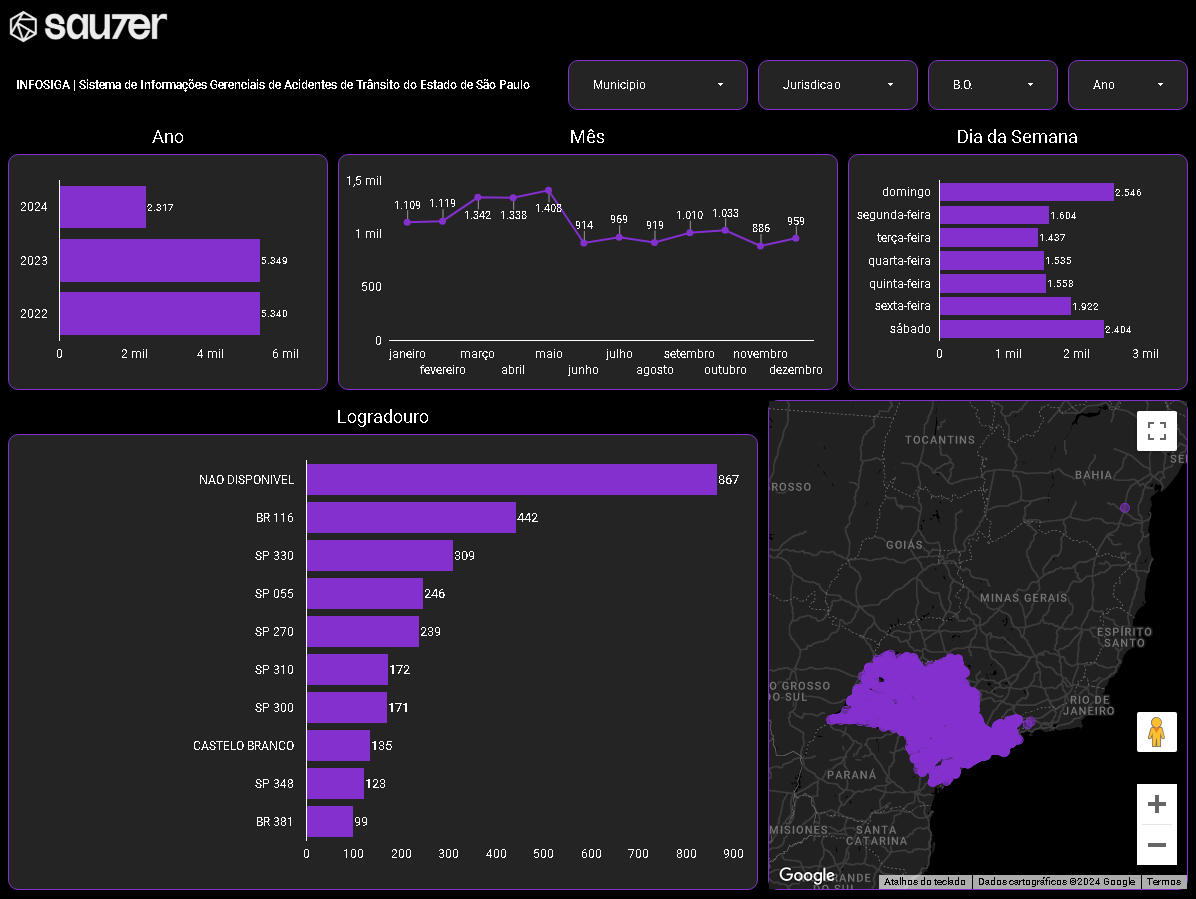 sau7er
INFOSIGA | Sistema de Informações Gerenciais de Acidentes de Trânsito do Estado de São Paulo
Municipio
Jurisdicao
B.O.
Ano
Ano
2024
2.317
2023
5.349
2022
5.340
0 2 mil 4 mil 6 mil
Mês
1,5 mil
1 mil
500
0
1.109 1.119 1.342 1.338 1.408 914 969 919 1.010 1.033 886 959
janeiro março maio julho setembro novembro
fevereiro abril junho agosto outubro dezembro
Dia da Semana
domingo 2.546
segunda-feira 1.604
terça-feira 1.437
quarta-feira 1.535
quinta-feira 1.558
sexta-feira 1.922
sábado 2.404
0 1 mil 2 mil 3 mil
Logradouro
NAO DISPONIVEL 867
BR 116 442
SP 330 309
SP 055 246
SP 270 239
SP 310 172
SP 300 171
CASTELO BRANCO 135
SP 348 123
BR 381 99
0 100 200 300 400 500 600 700 800 900
TOCANTINS
SE
BAHIA
ROSSO
GOIÁS
MINAS GERAIS
ESPÍRITO
SANTO
O GROSSO
DO SUL
RIO DE
JANEIRO
PARANÁ
MISIONES
SANTA
CATARINA
RANDE
DO SUL
Google
Atalhos do teclado
Dados cartográficos ©2024 Google
Termos